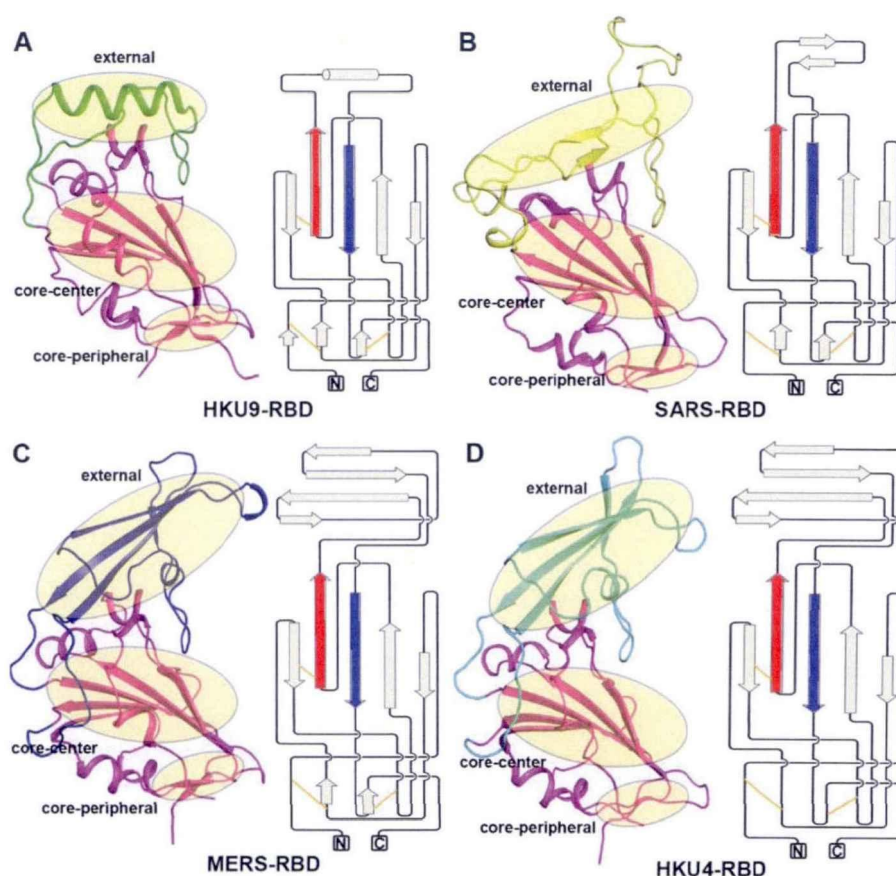 A
external
core-center
core-peripheral
N C
HKU9-RBD
B
external
core-center
core-peripheral
N C
SARS-RBD
C
external
core-center
core-peripheral
N C
MERS-RBD
D
external
core-center
core-peripheral
N C
HKU4-RBD